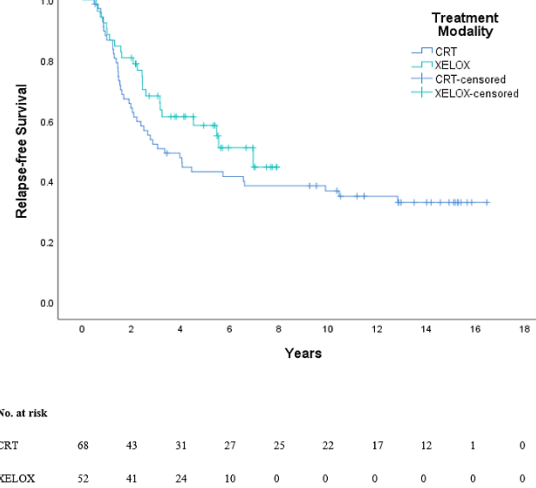 Treatment
Modality
CRT
XELOX
CRT-censored
XELOX-censored
Relapse-free Survival
1.0
0.8
0.6
0.4
0.2
0.0
0 2 4 6 8 10 12 14 16 18
Years
No. at risk
CRT 68 43 31 27 25 22 17 12 1 0
XELOX 52 41 24 10 0 0 0 0 0 0